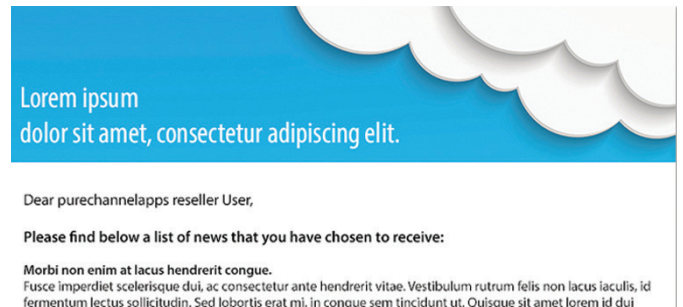 Lorem ipsum
dolor sit amet, consectetur adipiscing elit.
Dear purechannelapps reseller User,
Please find below a list of news that you have chosen to receive:
Morbi non enim at lacus hendrerit congue.
Fusce imperdiet scelerisque dui, ac consectetur ante hendrerit vitae. Vestibulum rutrum felis non lacus iaculis, id
fermentum lectus sollicitudin. Sed lobortis erat mi, in congue sem tincidunt ut. Quisque sit amet lorem id dui